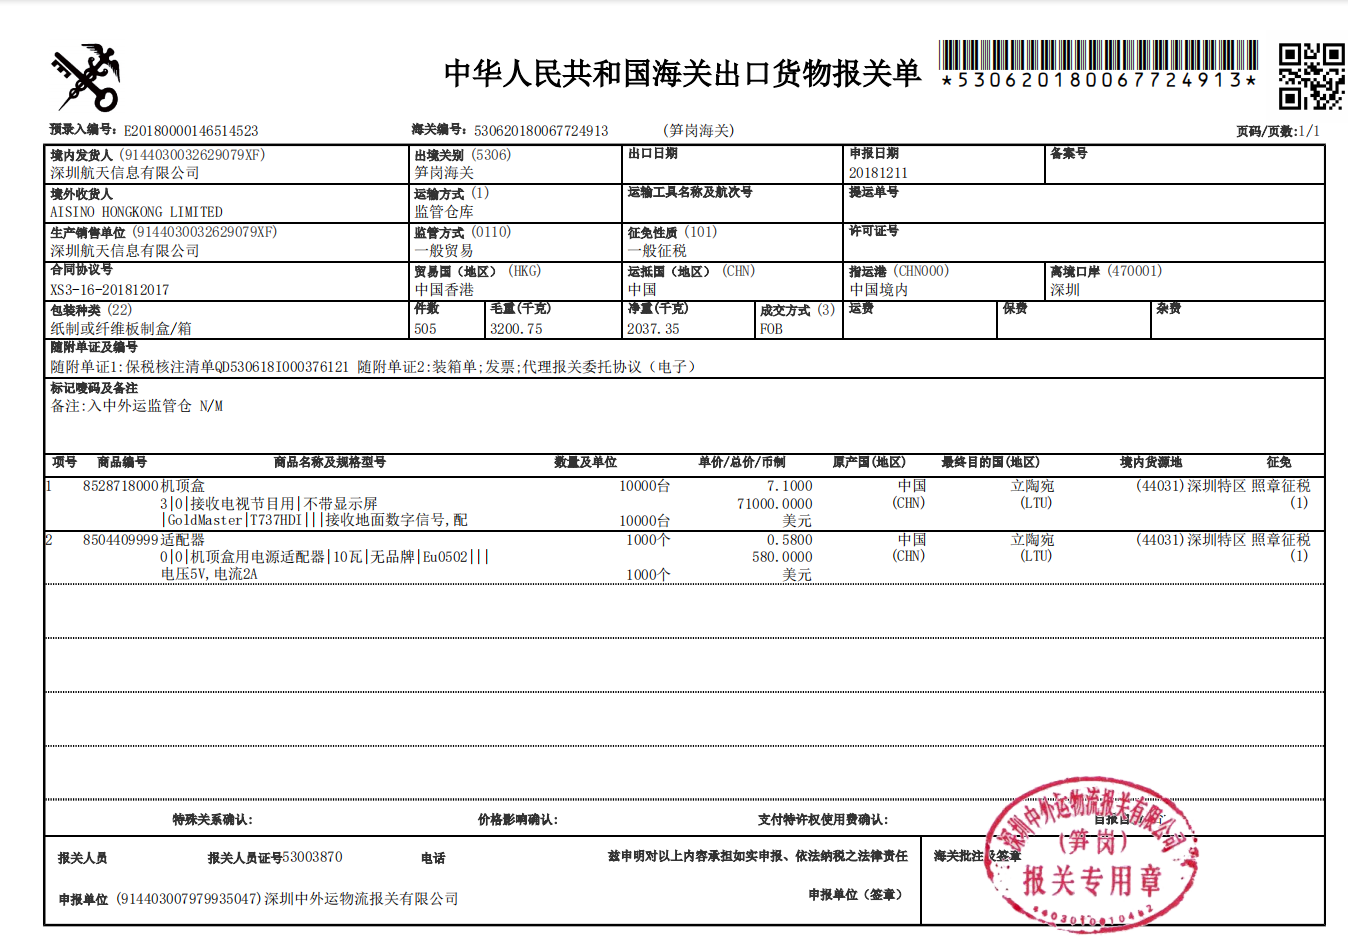 中华人民共和国海关出口货物报关单
*530620180067724913*
预录入编号: E20180000146514523 海关编号: 530620180067724913 (笋岗海关) 页码/页数:1/1
境内发货人 (9144030032629079XF) 出境关别 (5306) 出口日期 申报日期 备案号
深圳航天信息有限公司 笋岗海关 20181211
境外收货人 运输方式 (1) 运输工具名称及航次号 提运单号
AISINO HONGKONG LIMITED 监管仓库
生产销售单位 (9144030032629079XF) 监管方式 (0110) 征免性质 (101) 许可证号
深圳航天信息有限公司 一般贸易 一般征税
合同协议号 贸易国（地区） (HKG) 运抵国（地区） (CHN) 指运港 (CHN000) 离境口岸 (470001)
XS3-16-201812017 中国香港 中国 中国境内 深圳
包装种类 (22) 件数 毛重(千克) 净重(千克) 成交方式 (3) 运费 保费 杂费
纸制或纤维板制盒/箱 505 3200.75 2037.35 FOB
随附单证及编号
随附单证1:保税核注清单QD530618I000376121 随附单证2:装箱单;发票;代理报关委托协议（电子）
标记唛码及备注
备注:入中外运监管仓 N/M
项号 商品编号 商品名称及规格型号 数量及单位 单价/总价/币制 原产国(地区) 最终目的国(地区) 境内货源地 征免
1 8528718000机顶盒 10000台 7.1000 中国 立陶宛 (44031)深圳特区 照章征税
3|0|接收电视节目用|不带显示屏 71000.0000 (CHN) (LTU) (1)
|GoldMaster|T737HDI|||接收地面数字信号,配 10000台 美元
2 8504409999适配器 1000个 0.5800 中国 立陶宛 (44031)深圳特区 照章征税
0|0|机顶盒用电源适配器|10瓦|无品牌|Eu0502||| 580.0000 (CHN) (LTU) (1)
电压5V,电流2A 1000个 美元
特殊关系确认: 价格影响确认: 支付特许权使用费确认:
报关人员 报关人员证号53003870 电话 兹申明对以上内容承担如实申报、依法纳税之法律责任 海关批注及签章
申报单位 (914403007979935047)深圳中外运物流报关有限公司 申报单位（签章）
深圳中外运物流报关有限公司
(笋岗)
报关专用章